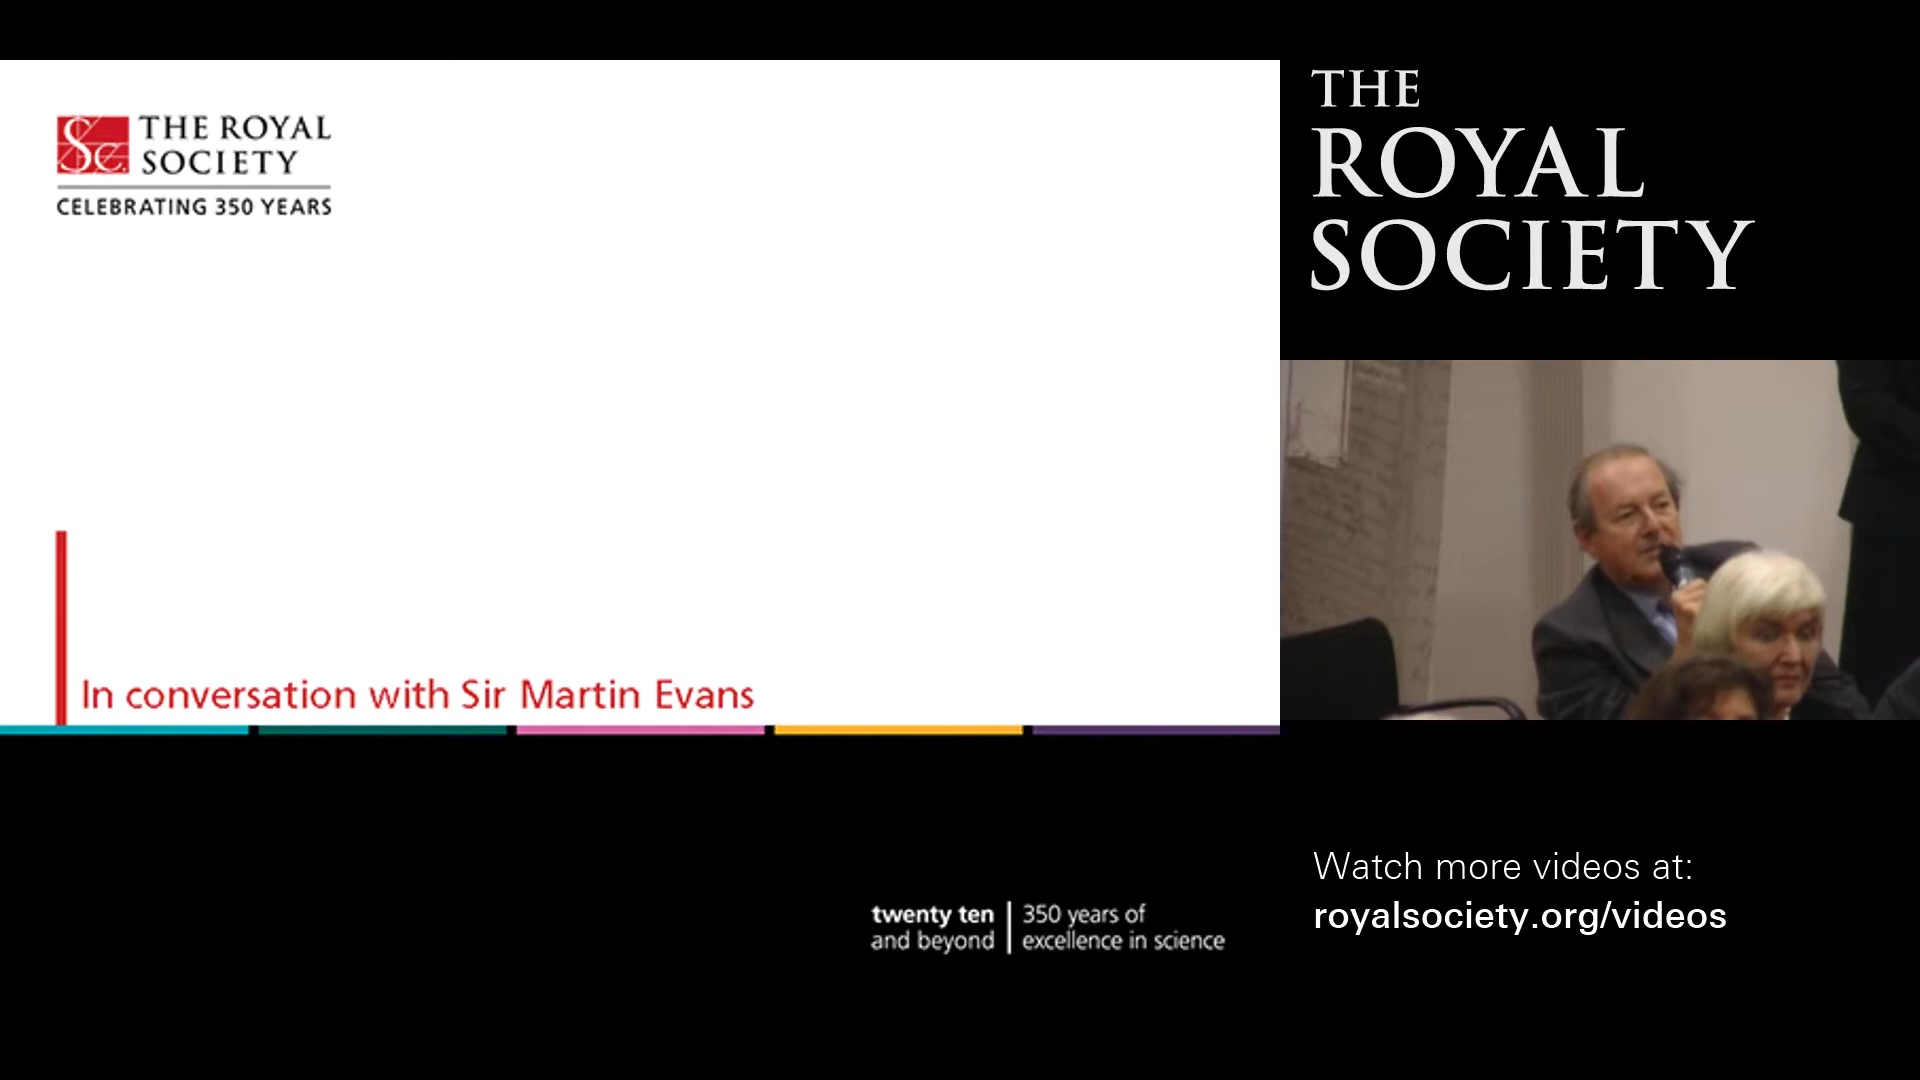 THE ROYAL
SOCIETY
CELEBRATING 350 YEARS
In conversation with Sir Martin Evans
twenty ten
and beyond
350 years of
excellence in science
THE
ROYAL
SOCIETY
Watch more videos at:
royalsociety.org/videos